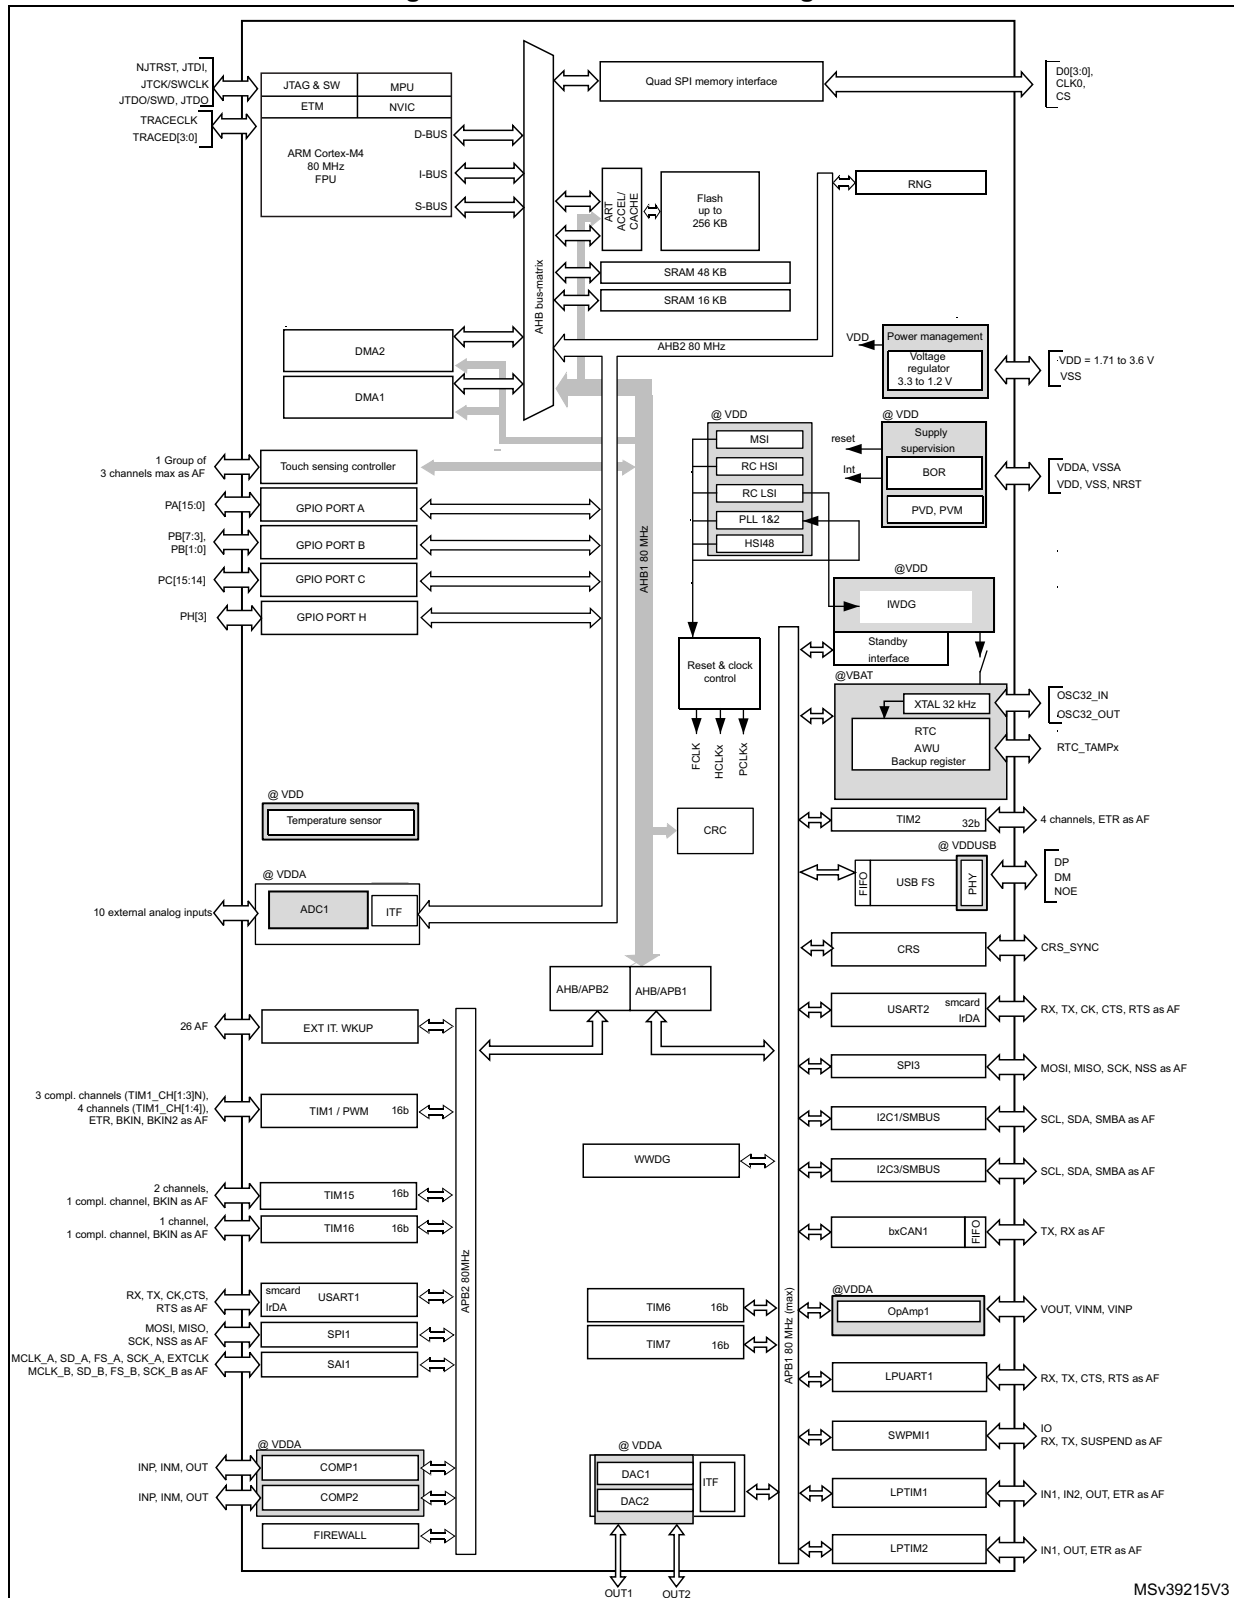 NJTRST, JTDI,
JTCK/SWCLK
JTDO/SWD, JTDO
TRACECLK
TRACED[3:0]
JTAG & SW
MPU
ETM
NVIC
ARM Cortex-M4
80 MHz
FPU
D-BUS
I-BUS
S-BUS
AHB bus-matrix
Quad SPI memory interface
D0[3:0],
CLK0,
CS
ART
ACCEL/
CACHE
Flash
up to
256 KB
RNG
SRAM 48 KB
SRAM 16 KB
AHB2 80 MHz
DMA2
DMA1
VDD
Power management
Voltage
regulator
3.3 to 1.2 V
VDD = 1.71 to 3.6 V
VSS
@ VDD
MSI
RC HSI
RC LSI
PLL 1&2
HSI48
@ VDD
reset
Int
Supply
supervision
BOR
PVD, PVM
VDDA, VSSA
VDD, VSS, NRST
1 Group of
3 channels max as AF
Touch sensing controller
PA[15:0]
GPIO PORT A
PB[7:3],
PB[1:0]
GPIO PORT B
PC[15:14]
GPIO PORT C
PH[3]
GPIO PORT H
AHB1 80 MHz
@VDD
IWDG
Standby
interface
@VBAT
XTAL 32 kHz
RTC
AWU
Backup register
OSC32_IN
OSC32_OUT
RTC_TAMPx
Reset & clock
control
FCLK
HCLKx
PCLKx
@ VDD
Temperature sensor
CRC
@ VDDA
10 external analog inputs
ADC1
ITF
AHB/APB2
AHB/APB1
TIM2
32b
4 channels, ETR as AF
@ VDDUSB
FIFO
USB FS
PHY
DP
DM
NOE
CRS
CRS_SYNC
USART2
smcard
IrDA
RX, TX, CK, CTS, RTS as AF
SPI3
MOSI, MISO, SCK, NSS as AF
I2C1/SMBUS
SCL, SDA, SMBA as AF
I2C3/SMBUS
SCL, SDA, SMBA as AF
bxCAN1
FIFO
TX, RX as AF
@VDDA
OpAmp1
VOUT, VINM, VINP
LPUART1
RX, TX, CTS, RTS as AF
SWPMI1
IO
RX, TX, SUSPEND as AF
LPTIM1
IN1, IN2, OUT, ETR as AF
LPTIM2
IN1, OUT, ETR as AF
26 AF
EXT IT. WKUP
3 compl. channels (TIM1_CH[1:3]N),
4 channels (TIM1_CH[1:4]),
ETR, BKIN, BKIN2 as AF
TIM1 / PWM
16b
2 channels,
1 compl. channel, BKIN as AF
TIM15
16b
1 channel,
1 compl. channel, BKIN as AF
TIM16
16b
APB2 80MHz
RX, TX, CK,CTS,
RTS as AF
smcard
IrDA
USART1
MOSI, MISO,
SCK, NSS as AF
SPI1
MCLK_A, SD_A, FS_A, SCK_A, EXTCLK
MCLK_B, SD_B, FS_B, SCK_B as AF
SAI1
@ VDDA
INP, INM, OUT
COMP1
INP, INM, OUT
COMP2
FIREWALL
WWDG
TIM6
16b
TIM7
16b
APB1 80 MHz (max)
@ VDDA
DAC1
DAC2
ITF
OUT1
OUT2
MSv39215V3